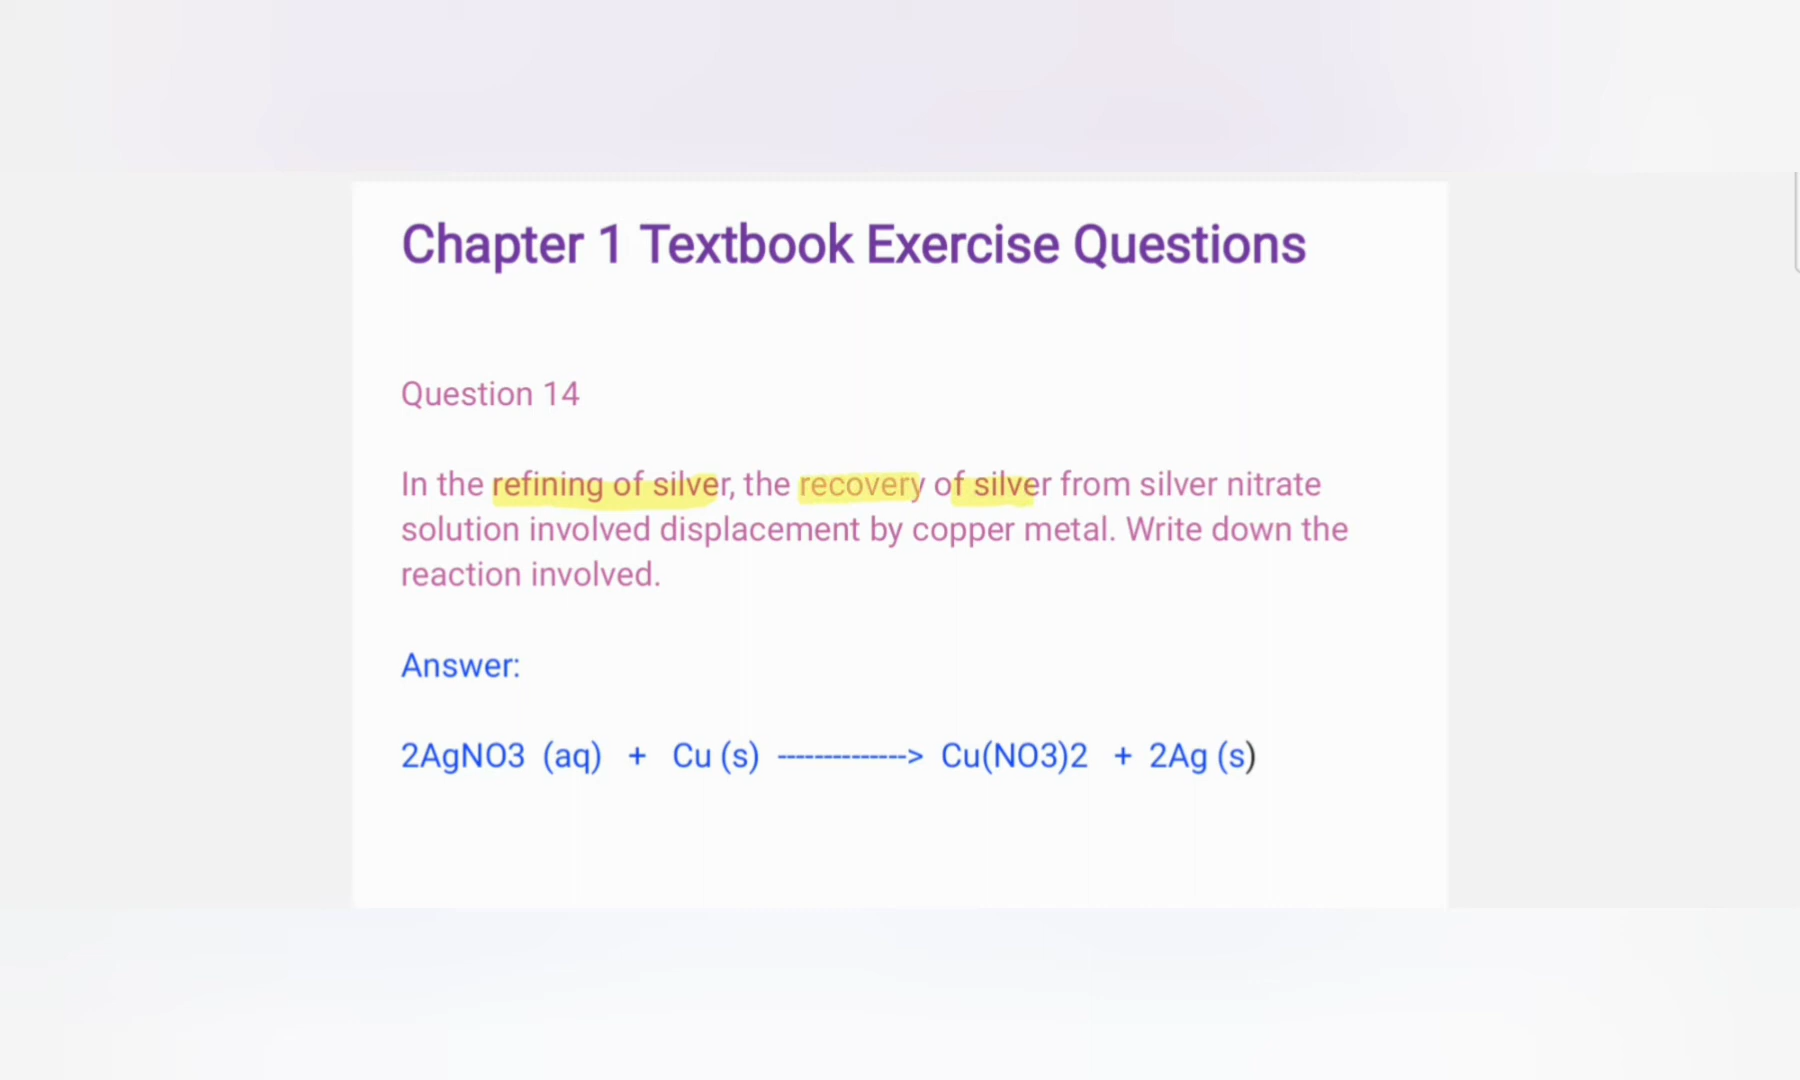 Chapter 1 Textbook Exercise Questions
Question 14
In the refining of silver, the recovery of silver from silver nitrate
solution involved displacement by copper metal. Write down the
reaction involved.
Answer:
2AgNO3 (aq) + Cu (s) --------------> Cu(NO3)2 + 2Ag (s)